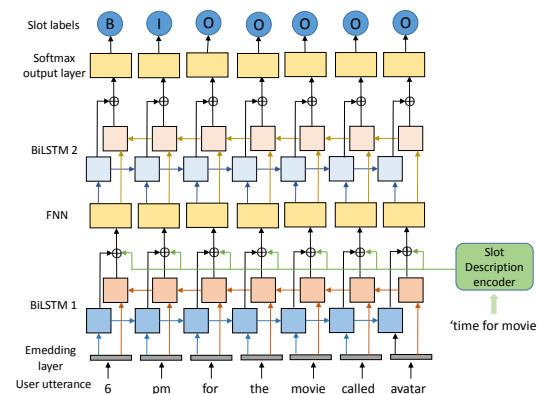 Slot labels B I O O O O O
Softmax
output layer
BiLSTM 2
FNN
Slot
Description
encoder
BiLSTM 1
'time for movie
Emedding
layer
User utterance 6 pm for the movie called avatar